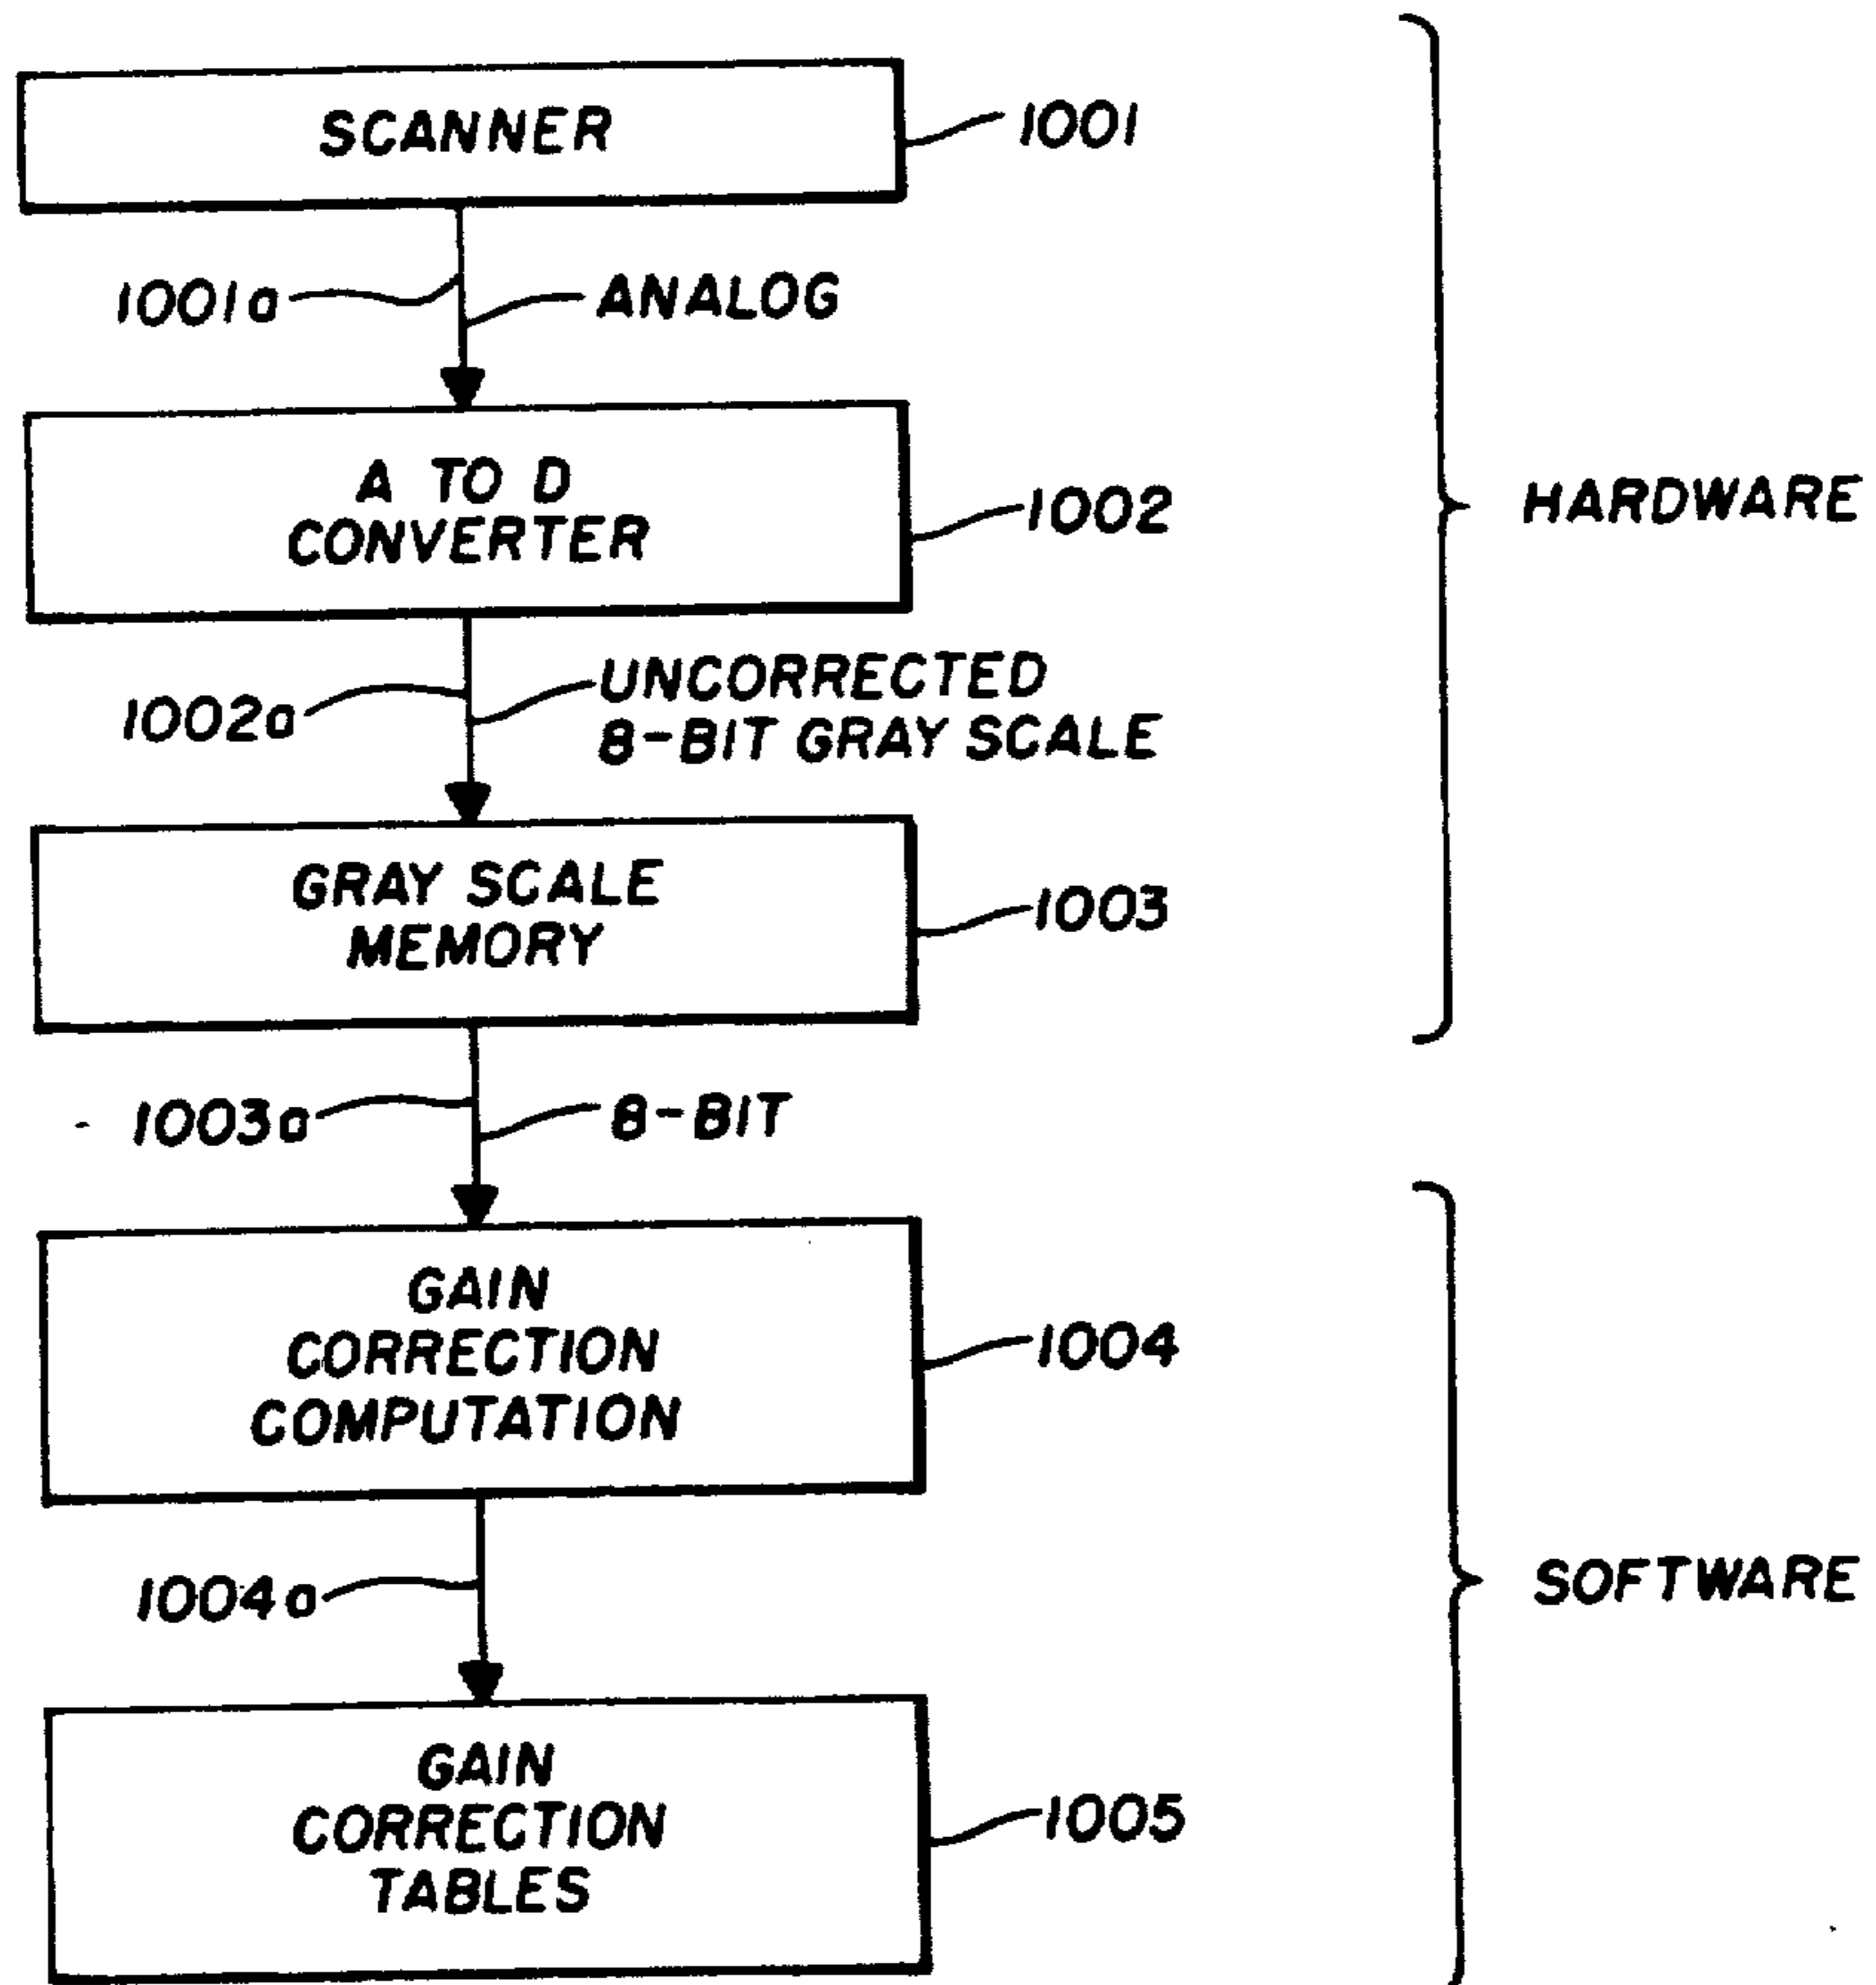 SCANNER
1001
1001a
ANALOG
A TO D
CONVERTER
1002
HARDWARE
1002a
UNCORRECTED
8-BIT GRAY SCALE
GRAY SCALE
MEMORY
1003
1003a
8-BIT
GAIN
CORRECTION
COMPUTATION
1004
1004a
SOFTWARE
GAIN
CORRECTION
TABLES
1005